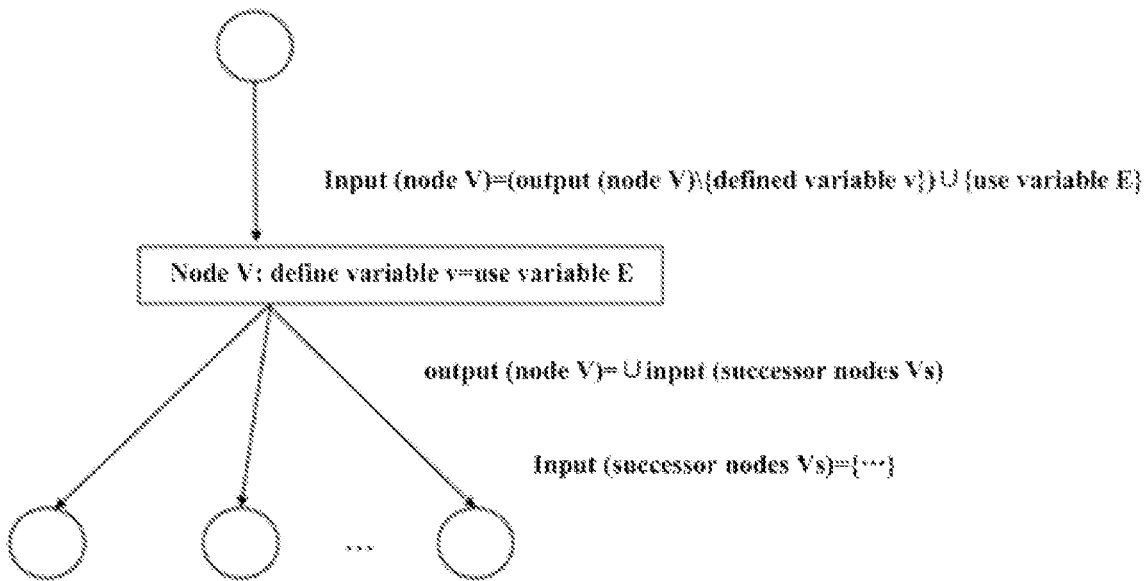 Input (node V)=(output (node V)\{defined variable v})∪{use variable E}
Node V: define variable v=use variable E
output (node V)=∪input (successor nodes Vs)
Input (successor nodes Vs)={···}
···